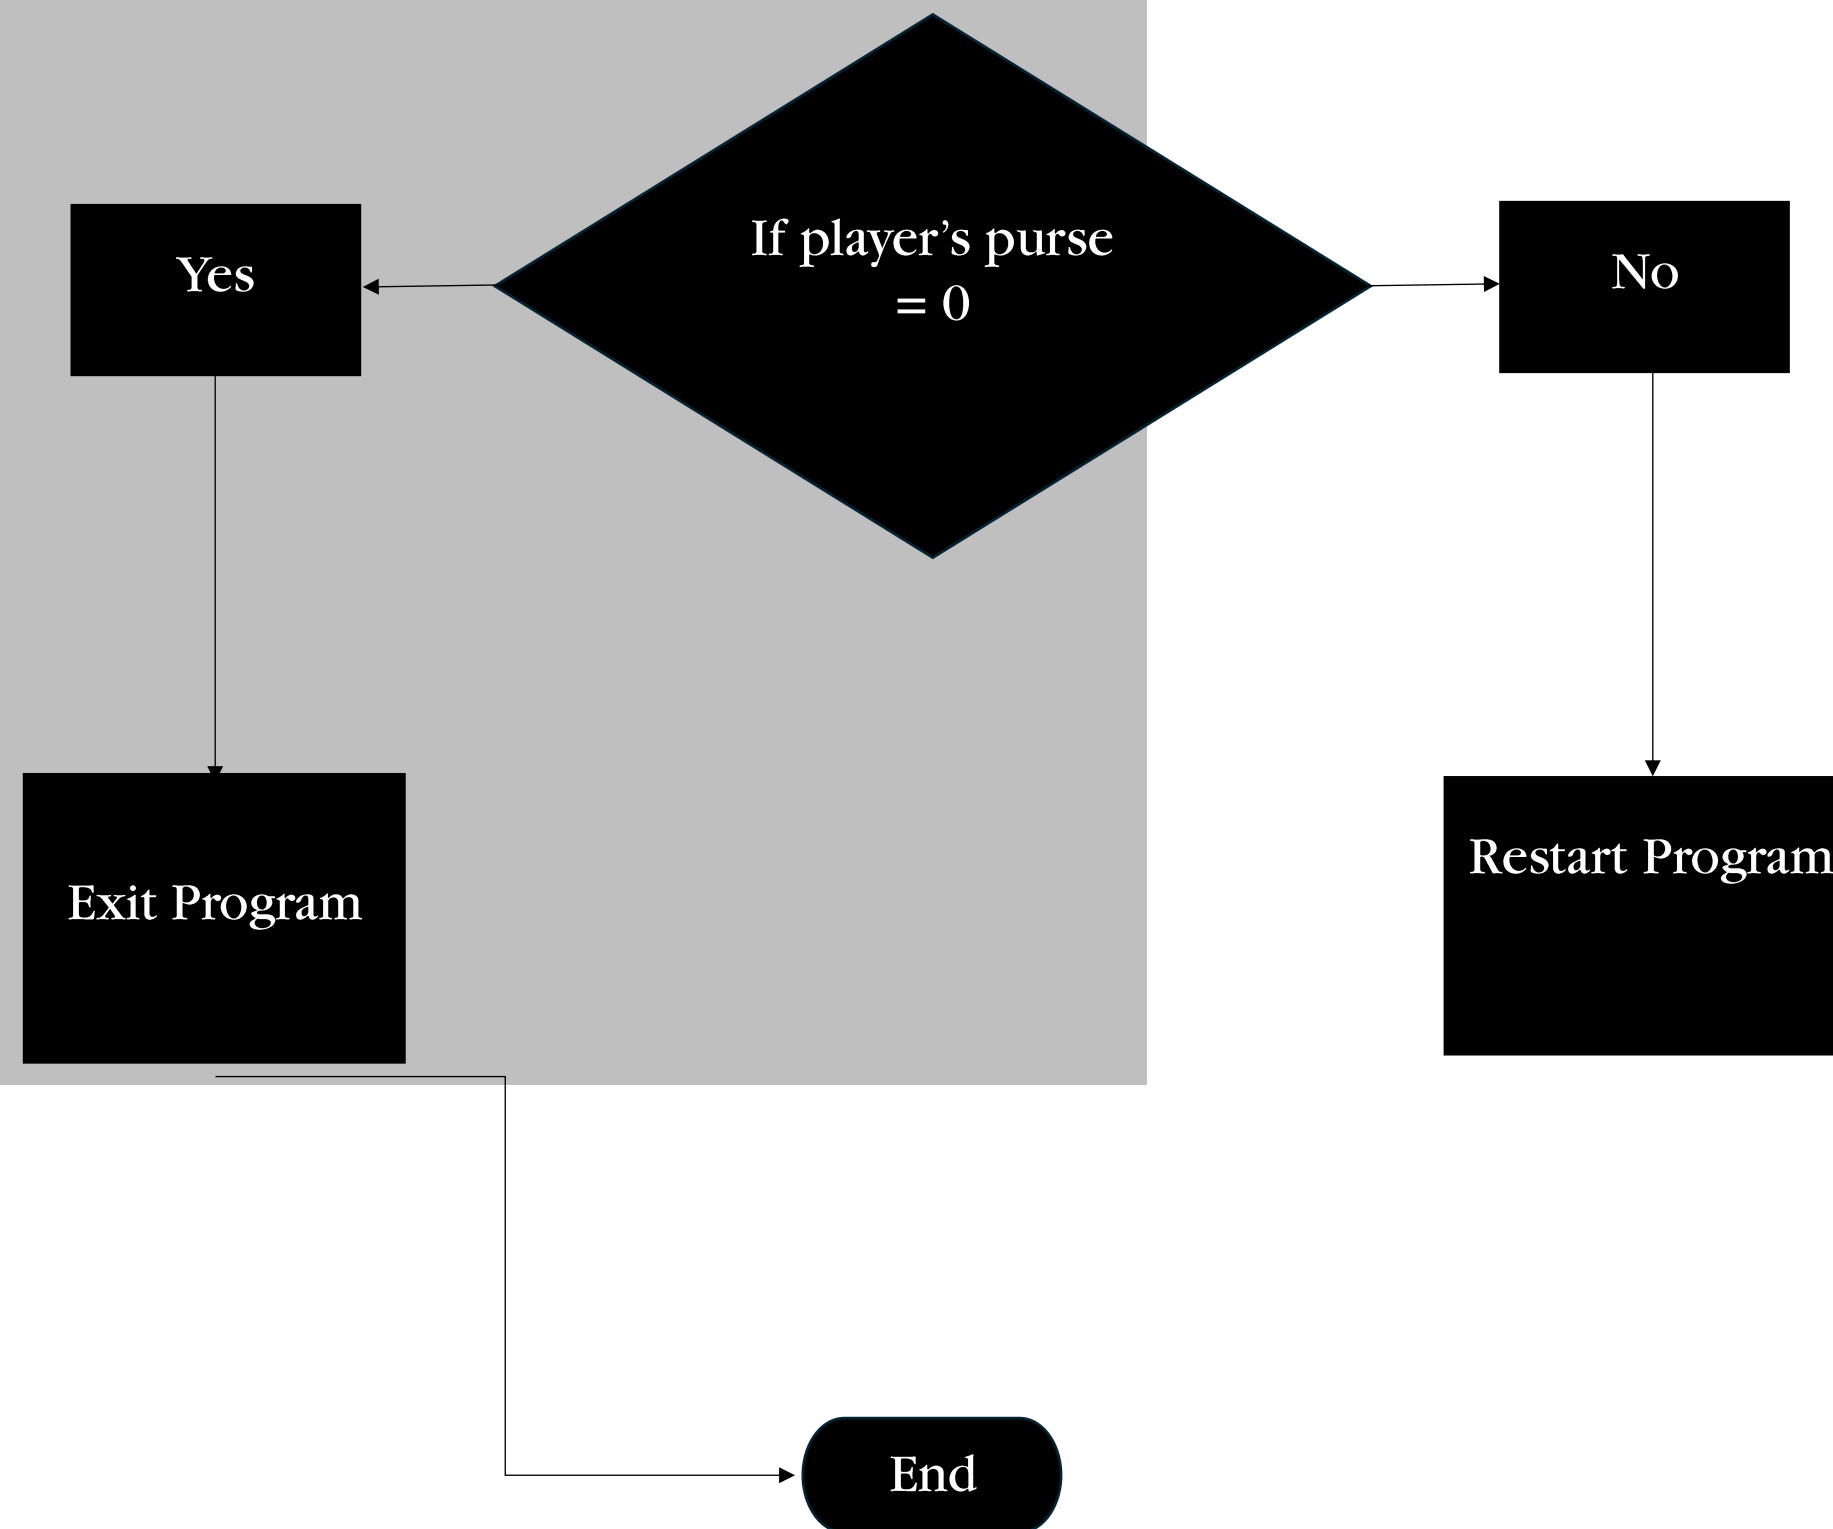 If player’s purse
= 0
Yes
No
Exit Program
Restart Program
End